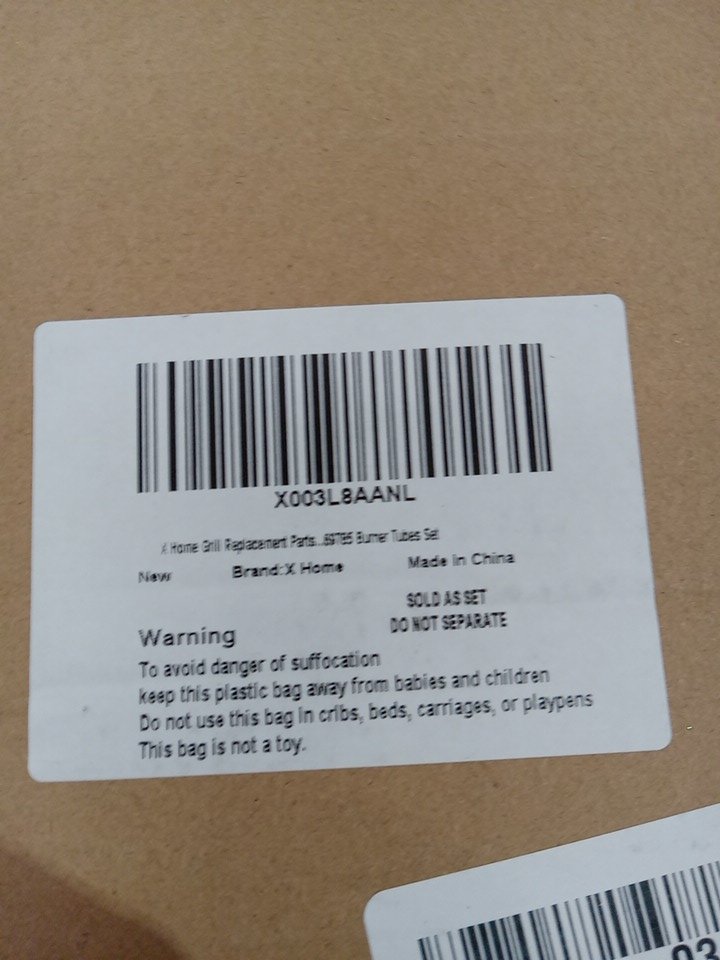 X003L8AANL
X Home Grill Replacement Parts...69785 Burner Tubes Set
New Brand:X Home Made in China
SOLD AS SET
DO NOT SEPARATE
Warning
To avoid danger of suffocation
keep this plastic bag away from babies and children
Do not use this bag in cribs, beds, carriages, or playpens
This bag is not a toy.
03